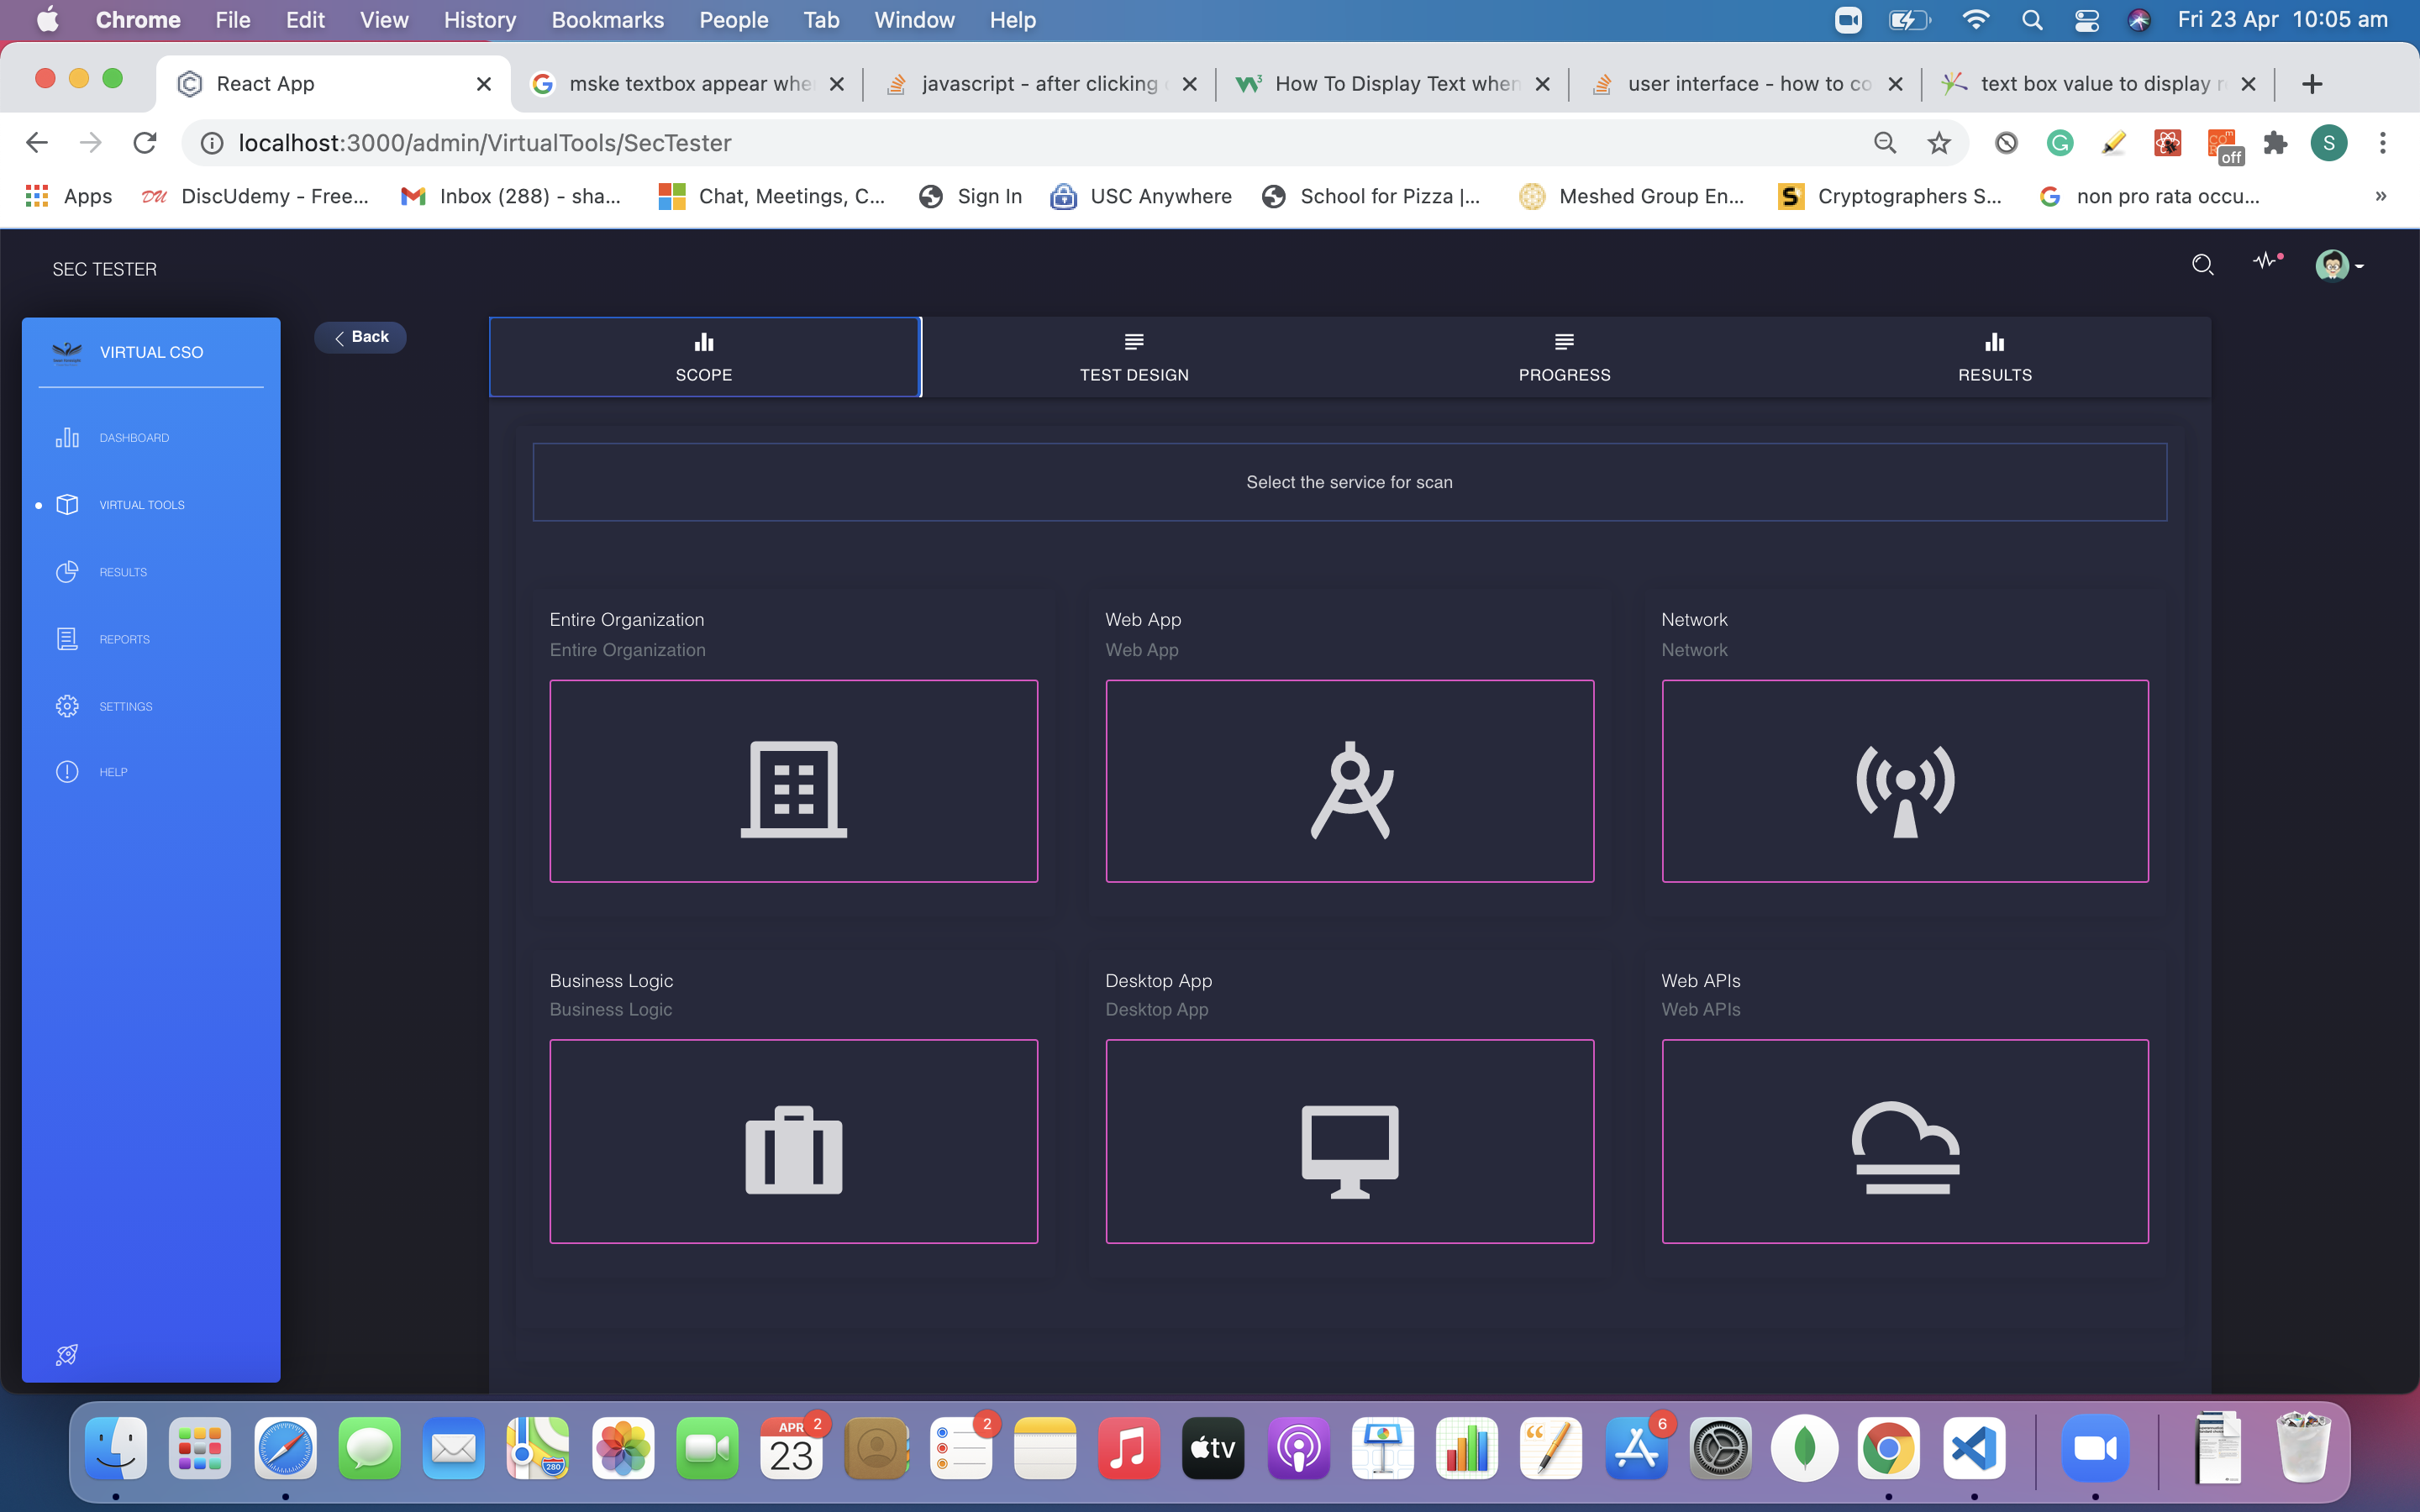 Chrome File Edit View History Bookmarks People Tab Window Help Fri 23 Apr 10:05 am
React App mske textbox appear whe javascript - after clicking How To Display Text when user interface - how to co text box value to display r
localhost:3000/admin/VirtualTools/SecTester S off
Apps DU DiscUdemy - Free... Inbox (288) - sha... Chat, Meetings, C... Sign In USC Anywhere School for Pizza |... Meshed Group En... S Cryptographers S... non pro rata occu... »
SEC TESTER
Back
VIRTUAL CSO
DASHBOARD
VIRTUAL TOOLS
RESULTS
REPORTS
SETTINGS
HELP
SCOPE TEST DESIGN PROGRESS RESULTS
Select the service for scan
Entire Organization Web App Network
Entire Organization Web App Network
Business Logic Desktop App Web APIs
Business Logic Desktop App Web APIs
280 APR 23 2 2 tv 6